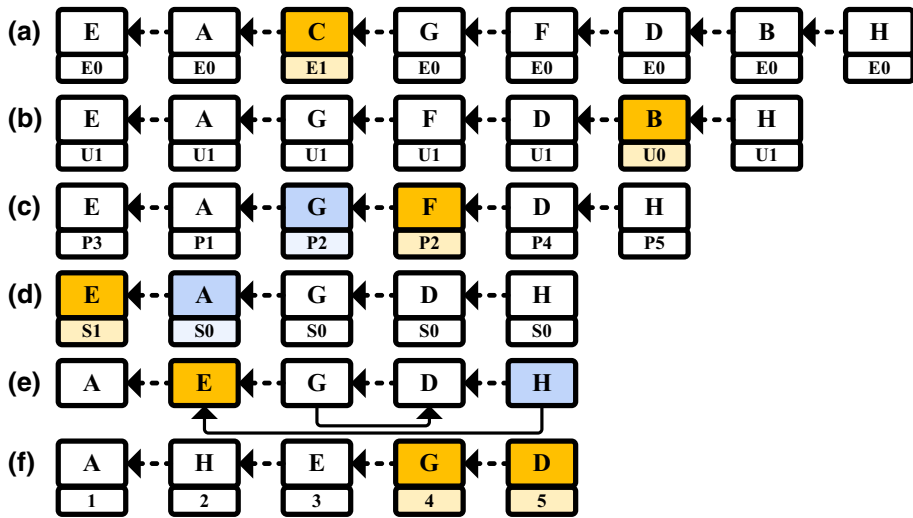 (a) E A C G F D B H
E0 E0 E1 E0 E0 E0 E0 E0
(b) E A G F D B H
U1 U1 U1 U1 U1 U0 U1
(c) E A G F D H
P3 P1 P2 P2 P4 P5
(d) E A G D H
S1 S0 S0 S0 S0
(e) A E G D H
(f) A H E G D
1 2 3 4 5